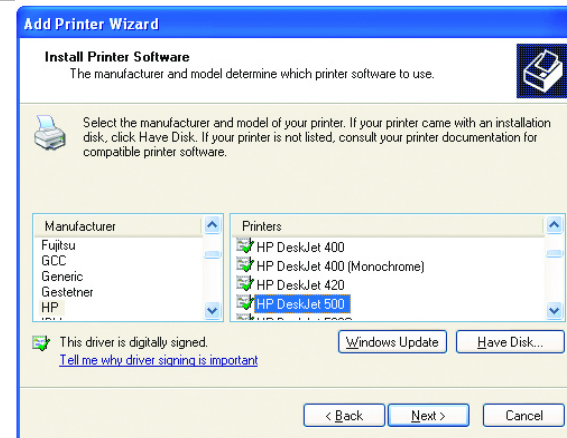 Add Printer Wizard
Install Printer Software
The manufacturer and model determine which printer software to use.
Select the manufacturer and model of your printer. If your printer came with an installation
disk, click Have Disk. If your printer is not listed, consult your printer documentation for
compatible printer software.
Manufacturer
Fujitsu
GCC
Generic
Gestetner
HP
Printers
HP DeskJet 400
HP DeskJet 400 (Monochrome)
HP DeskJet 420
HP DeskJet 500
This driver is digitally signed.
Tell me why driver signing is important
Windows Update
Have Disk...
< Back
Next >
Cancel